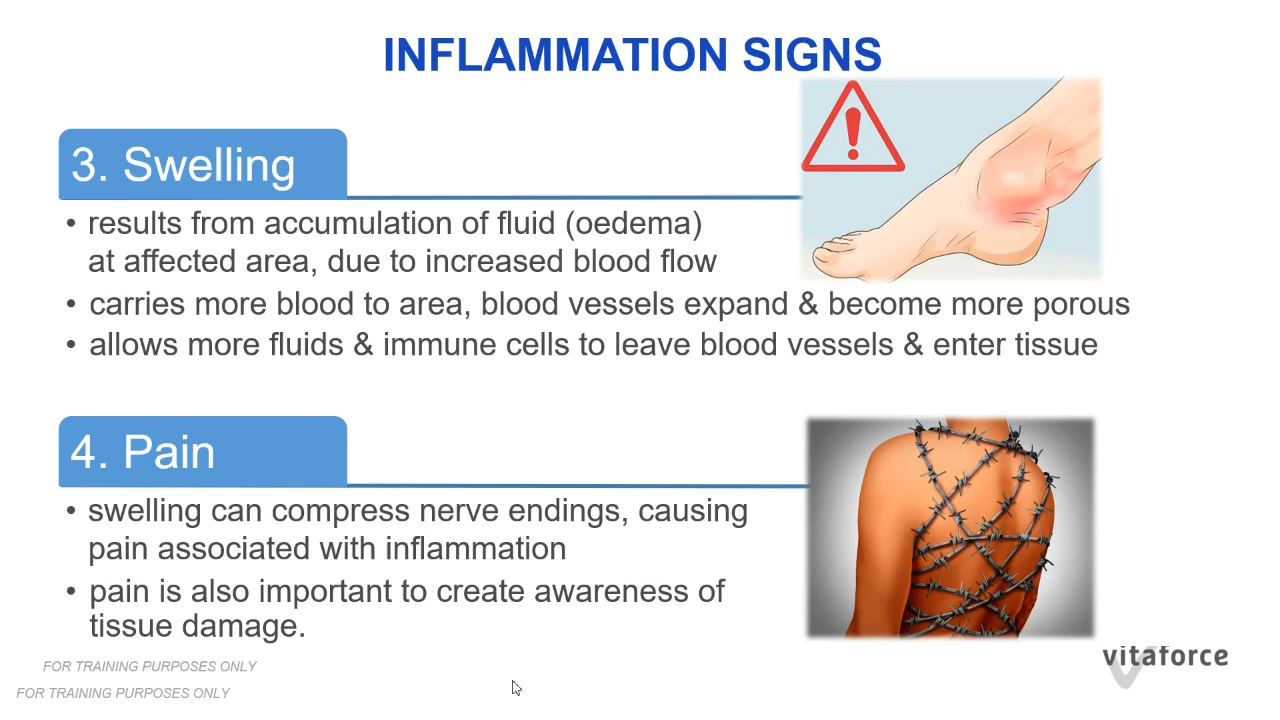 INFLAMMATION SIGNS
3. Swelling
• results from accumulation of fluid (oedema)
at affected area, due to increased blood flow
• carries more blood to area, blood vessels expand & become more porous
• allows more fluids & immune cells to leave blood vessels & enter tissue
4. Pain
• swelling can compress nerve endings, causing
pain associated with inflammation
• pain is also important to create awareness of
tissue damage.
FOR TRAINING PURPOSES ONLY
FOR TRAINING PURPOSES ONLY
vitaforce